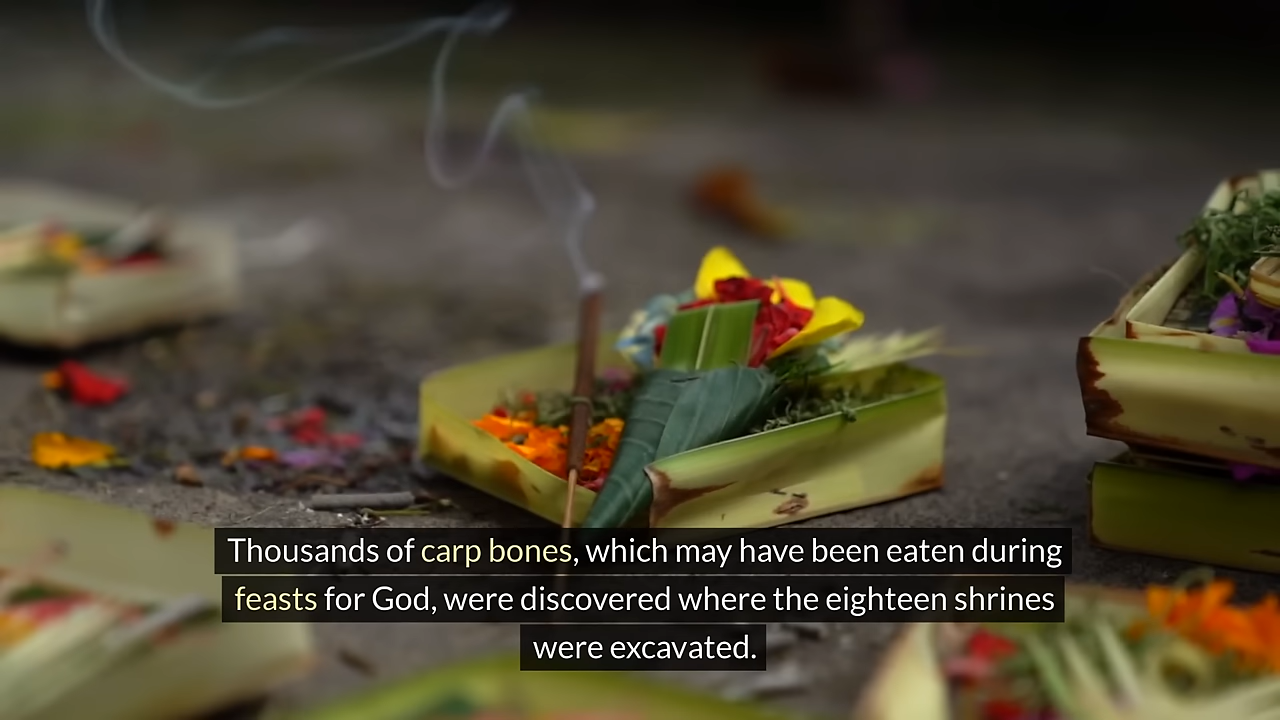 Thousands of carp bones, which may have been eaten during
feasts for God, were discovered where the eighteen shrines
were excavated.